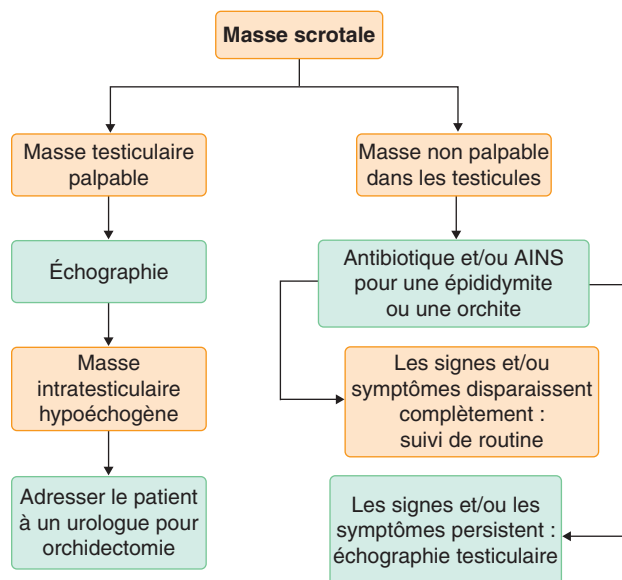 Masse scrotale
Masse testiculaire
palpable
Échographie
Masse
intratesticulaire
hypoéchogène
Adresser le patient
à un urologue pour
orchidectomie
Masse non palpable
dans les testicules
Antibiotique et/ou AINS
pour une épididymite
ou une orchite
Les signes et/ou
symptômes disparaissent
complètement :
suivi de routine
Les signes et/ou les
symptômes persistent :
échographie testiculaire